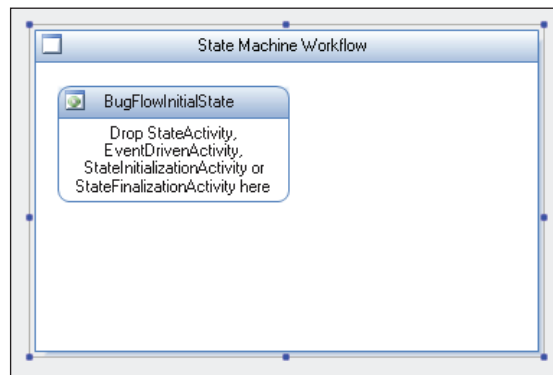 State Machine Workflow
BugFlowInitialState
Drop StateActivity,
EventDrivenActivity,
StateInitializationActivity or
StateFinalizationActivity here